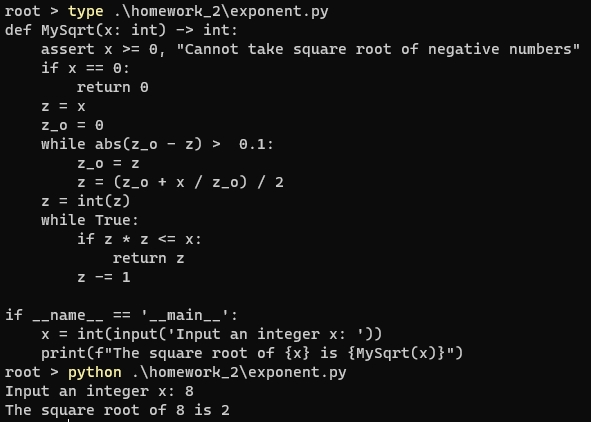 root > type .\homework_2\exponent.py
def MySqrt(x: int) -> int:
    assert x >= 0, "Cannot take square root of negative numbers"
    if x == 0:
        return 0
    z = x
    z_o = 0
    while abs(z_o - z) >  0.1:
        z_o = z
        z = (z_o + x / z_o) / 2
    z = int(z)
    while True:
        if z * z <= x:
            return z
        z -= 1

if __name__ == '__main__':
    x = int(input('Input an integer x: '))
    print(f"The square root of {x} is {MySqrt(x)}")
root > python .\homework_2\exponent.py
Input an integer x: 8
The square root of 8 is 2